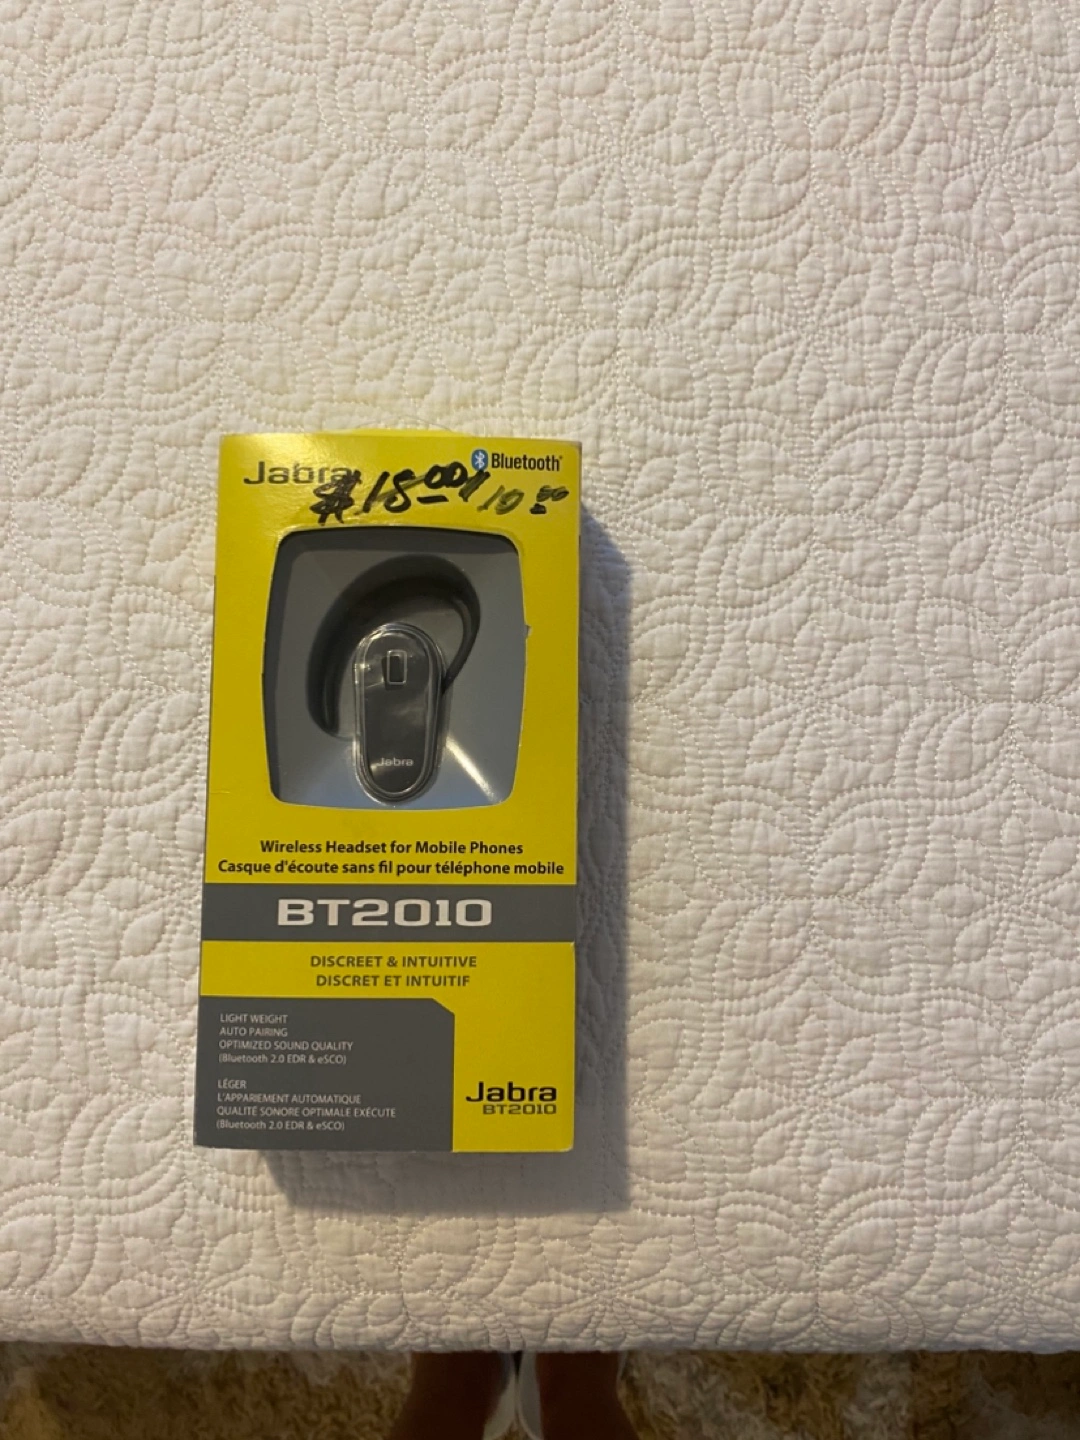 Jabra
Bluetooth®
$18.00 $10.00
Jabra
Wireless Headset for Mobile Phones
Casque d'écoute sans fil pour téléphone mobile
BT2010
DISCREET & INTUITIVE
DISCRET ET INTUITIF
LIGHT WEIGHT
AUTO PAIRING
OPTIMIZED SOUND QUALITY
(Bluetooth 2.0 EDR & eSCO)
LÉGER
L'APPARIEMENT AUTOMATIQUE
QUALITÉ SONORE OPTIMALE EXÉCUTE
(Bluetooth 2.0 EDR & eSCO)
Jabra
BT2010